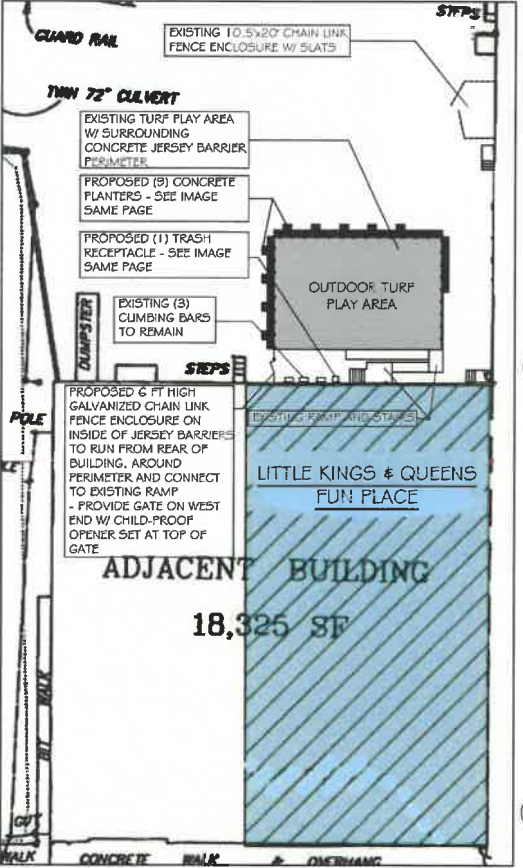 STEPS
GUARD RAIL
EXISTING 10.5'x20' CHAIN LINK
FENCE ENCLOSURE W/ SLATS
TWIN 72" CULVERT
EXISTING TURF PLAY AREA
W/ SURROUNDING
CONCRETE JERSEY BARRIER
PERIMETER
PROPOSED (9) CONCRETE
PLANTERS - SEE IMAGE
SAME PAGE
PROPOSED (1) TRASH
RECEPTACLE - SEE IMAGE
SAME PAGE
OUTDOOR TURF
PLAY AREA
EXISTING (3)
CLIMBING BARS
TO REMAIN
DUMPSTER
STEPS
POLE
LE
PROPOSED 6 FT HIGH
GALVANIZED CHAIN LINK
FENCE ENCLOSURE ON
INSIDE OF JERSEY BARRIERS
TO RUN FROM REAR OF
BUILDING, AROUND
PERIMETER AND CONNECT
TO EXISTING RAMP
- PROVIDE GATE ON WEST
END W/ CHILD-PROOF
OPENER SET AT TOP OF
GATE
EXISTING RAMP AND STAIRS
LITTLE KINGS & QUEENS
FUN PLACE
ADJACENT BUILDING
18,325 SF
BIT WALK
WALK
CONCRETE WALK & OVERHANG